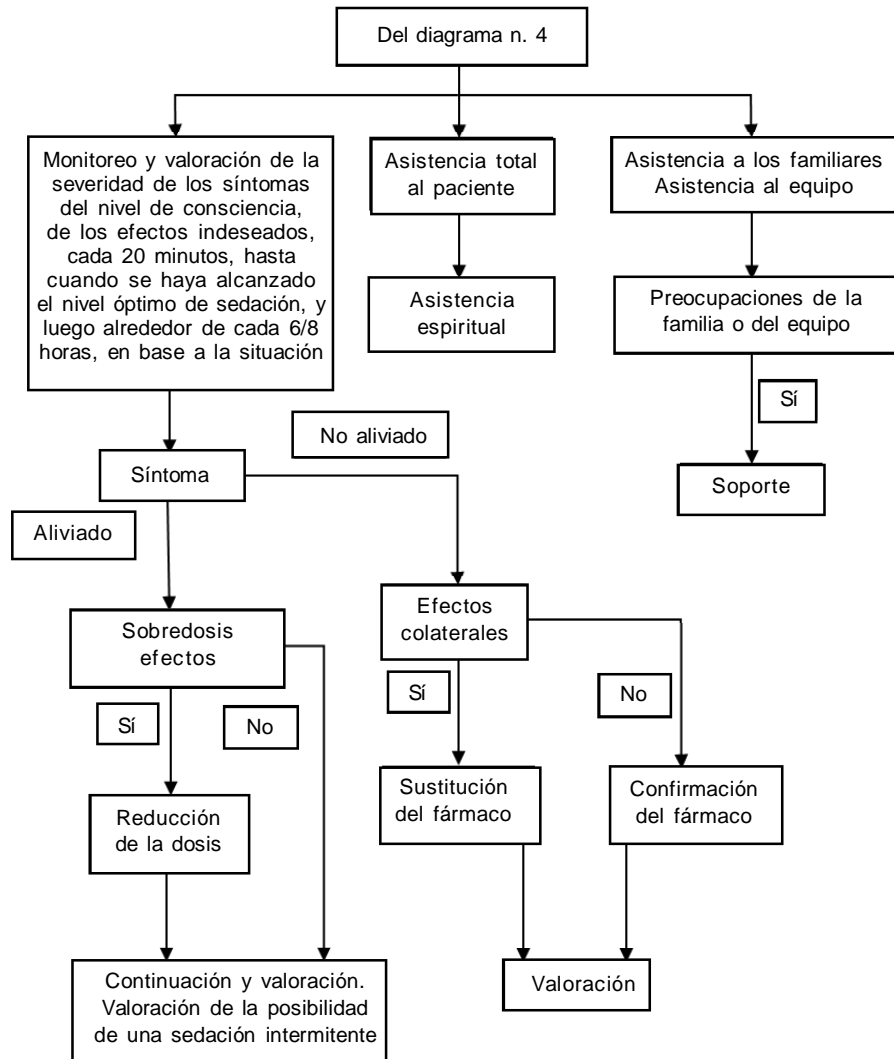 Del diagrama n. 4
Monitoreo y valoración de la
severidad de los síntomas
del nivel de consciencia,
de los efectos indeseados,
cada 20 minutos, hasta
cuando se haya alcanzado
el nivel óptimo de sedación, y
luego alrededor de cada 6/8
horas, en base a la situación
Asistencia total
al paciente
Asistencia a los familiares
Asistencia al equipo
Asistencia
espiritual
Preocupaciones de la
familia o del equipo
Sí
Soporte
No aliviado
Síntoma
Aliviado
Sobredosis
efectos
Efectos
colaterales
Sí
No
Sí
No
Reducción
de la dosis
Sustitución
del fármaco
Confirmación
del fármaco
Continuación y valoración.
Valoración de la posibilidad
de una sedación intermitente
Valoración